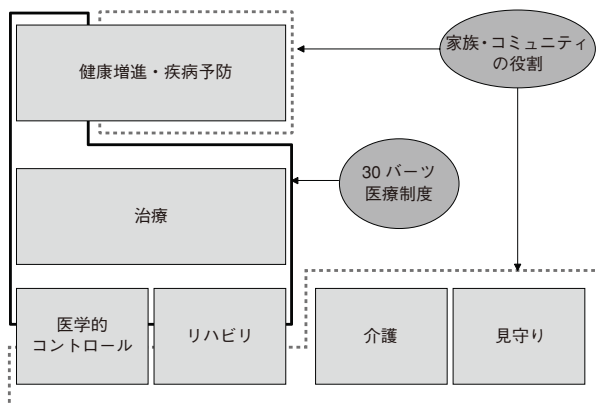 健康増進・疾病予防
家族・コミュニティ
の役割
30 バーツ
医療制度
治療
医学的
コントロール
リハビリ
介護
見守り